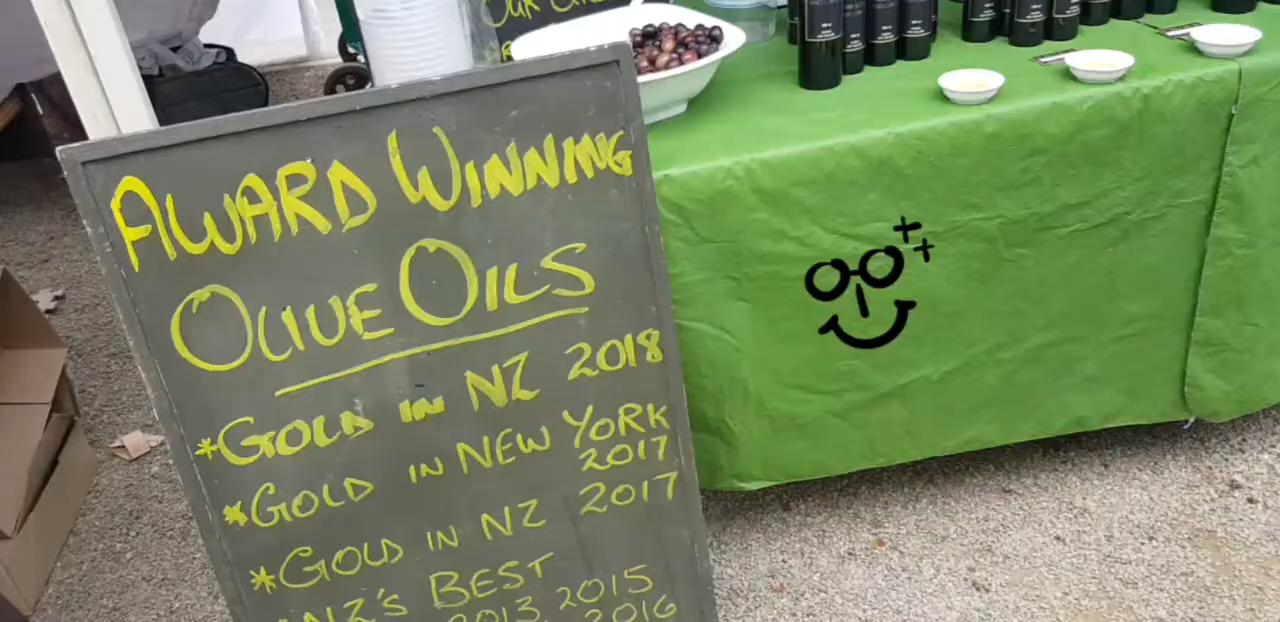 AWARD WINNING
OLIVE OILS
*GOLD IN NZ 2018
*GOLD IN NEW YORK
2017
*GOLD IN NZ 2017
NZ'S BEST
2013, 2015
2016